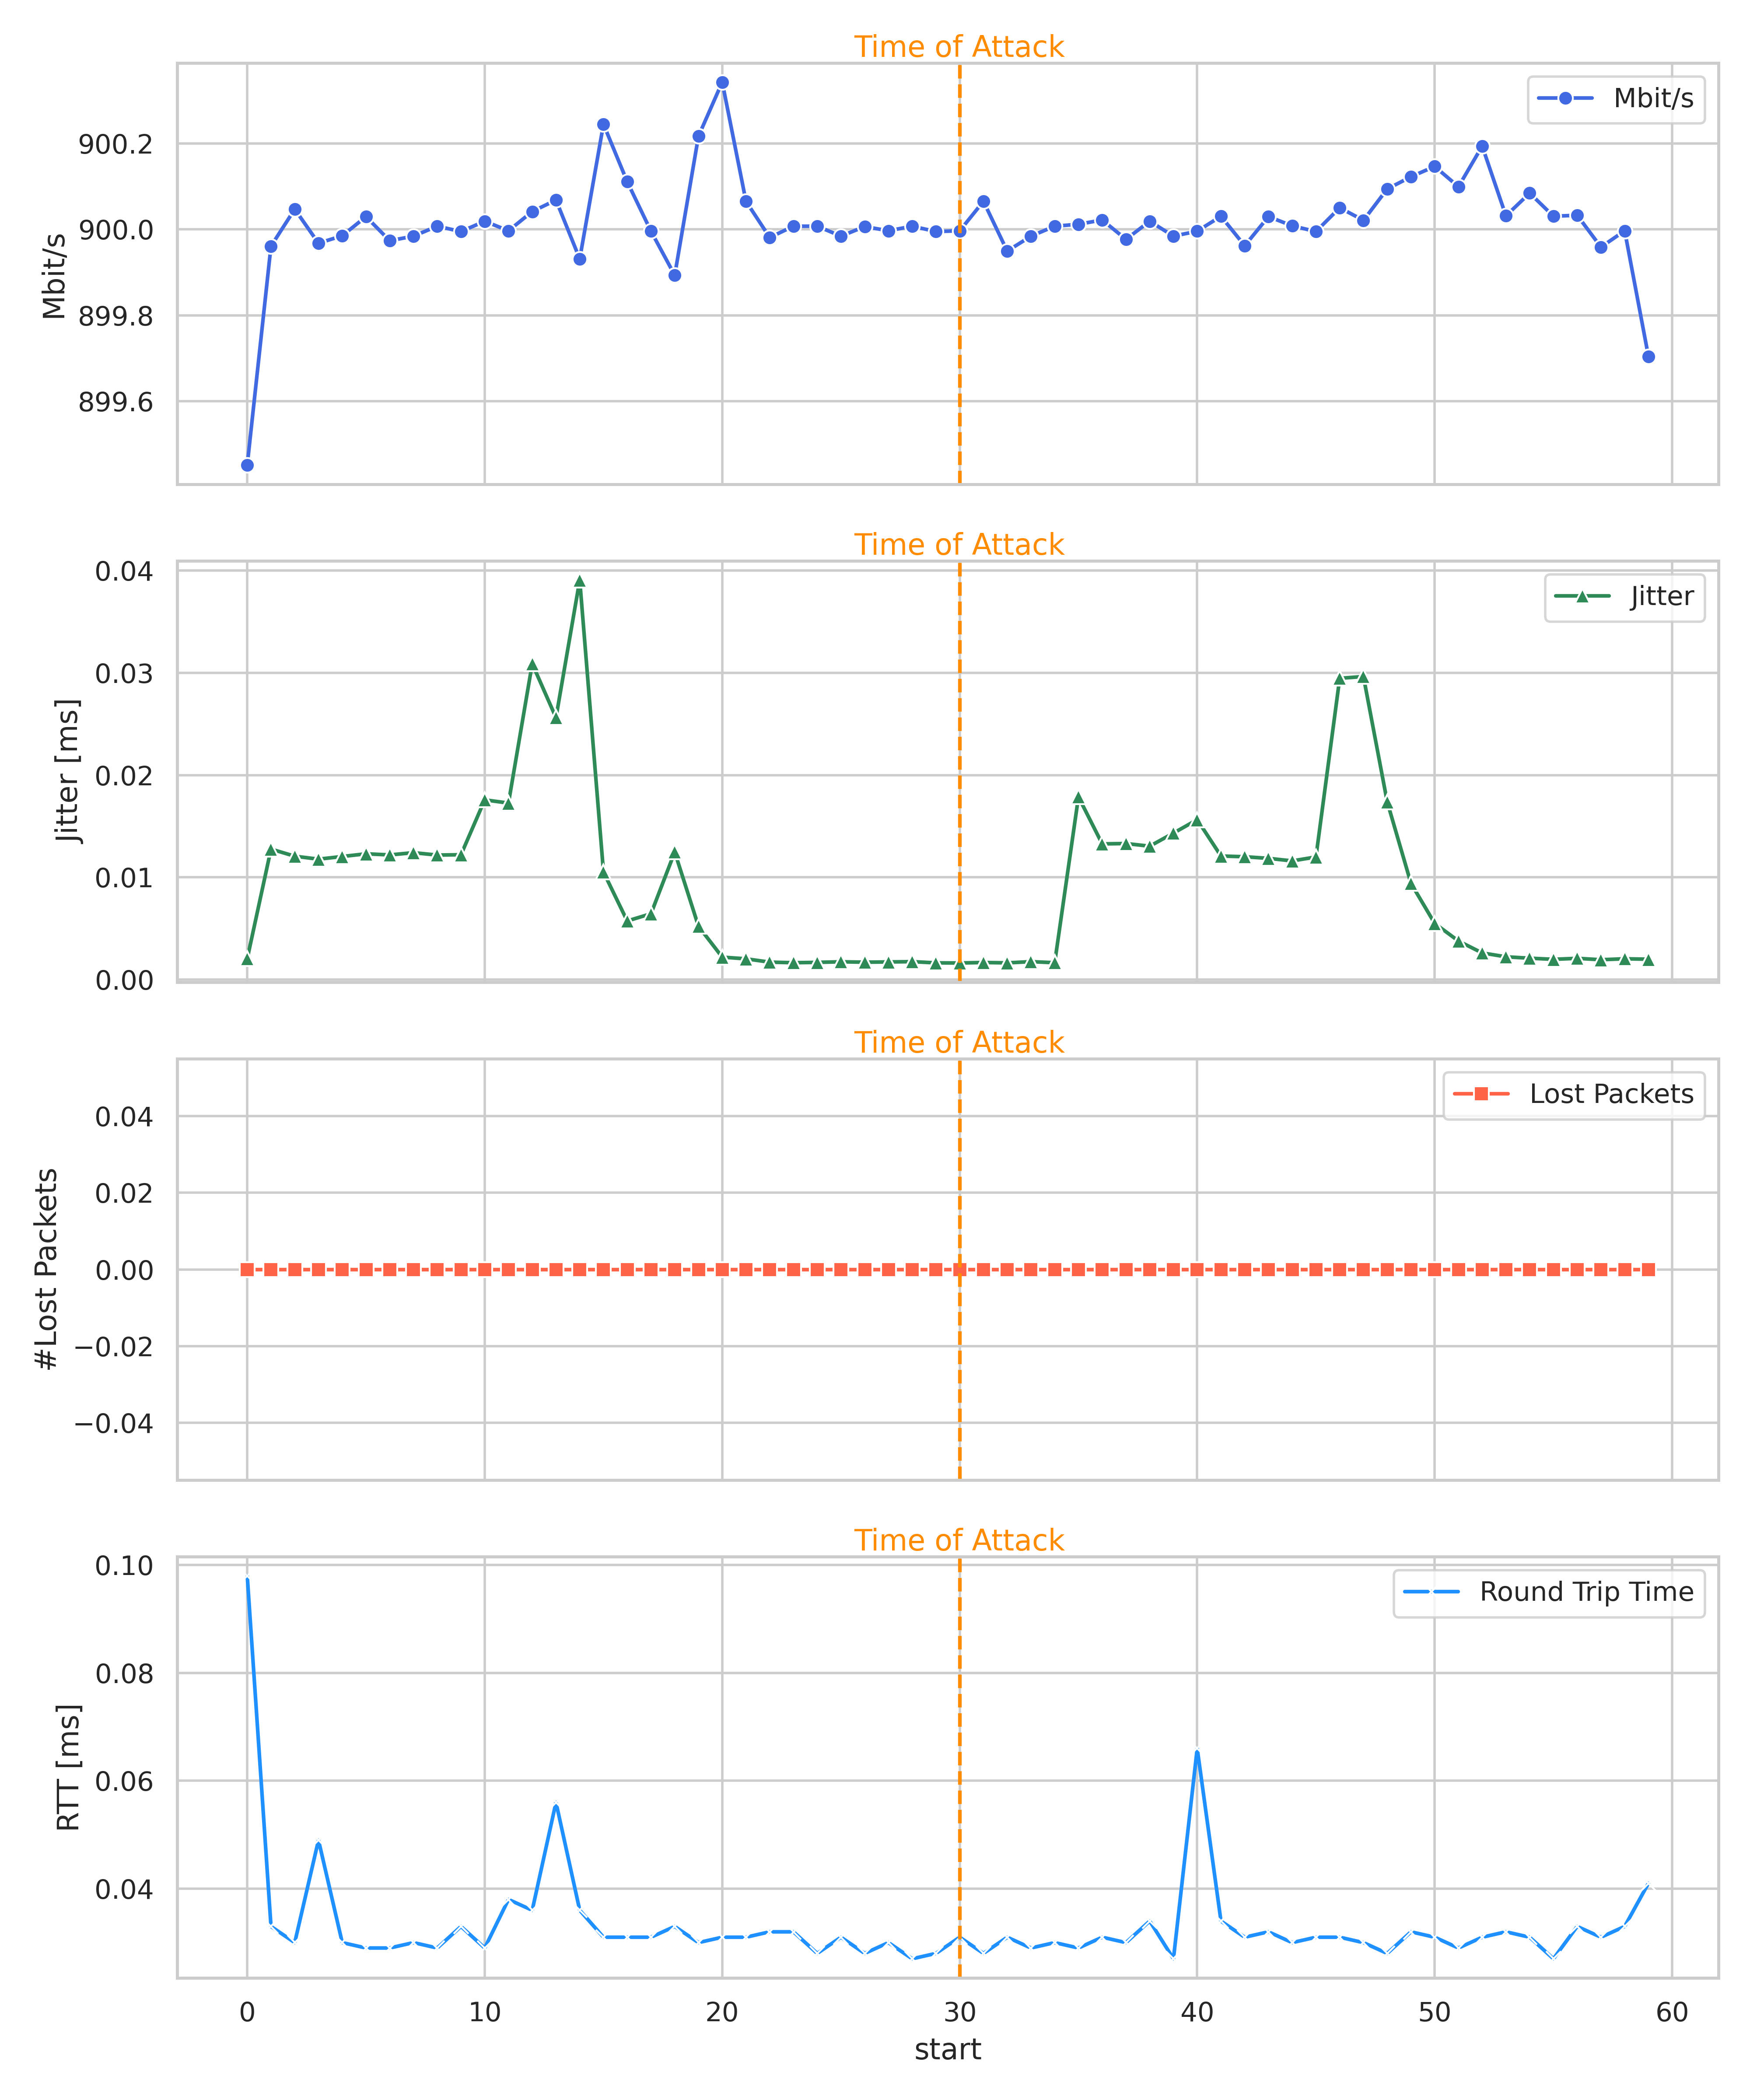 Time of Attack
Mbit/s
900.2
900.0
899.8
899.6
Mbit/s
Time of Attack
Jitter
0.04
0.03
0.02
0.01
0.00
Jitter [ms]
Time of Attack
Lost Packets
0.04
0.02
0.00
−0.02
−0.04
#Lost Packets
Time of Attack
Round Trip Time
0.10
0.08
0.06
0.04
RTT [ms]
0 10 20 30 40 50 60
start